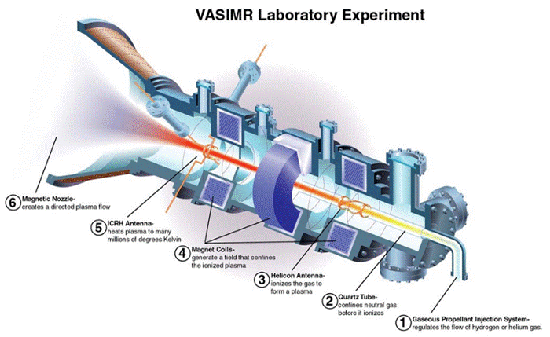 VASIMR Laboratory Experiment
6 Magnetic Nozzle-
creates a directed plasma flow
5 ICRH Antenna-
heats plasma to many
millions of degrees Kelvin
4 Magnet Coils-
generate a field that confines
the ionized plasma
3 Helicon Antenna-
ionizes the gas to
form a plasma
2 Quartz Tube-
confines neutral gas
before it ionizes
1 Gaseous Propellant Injection System-
regulates the flow of hydrogen or helium gas.